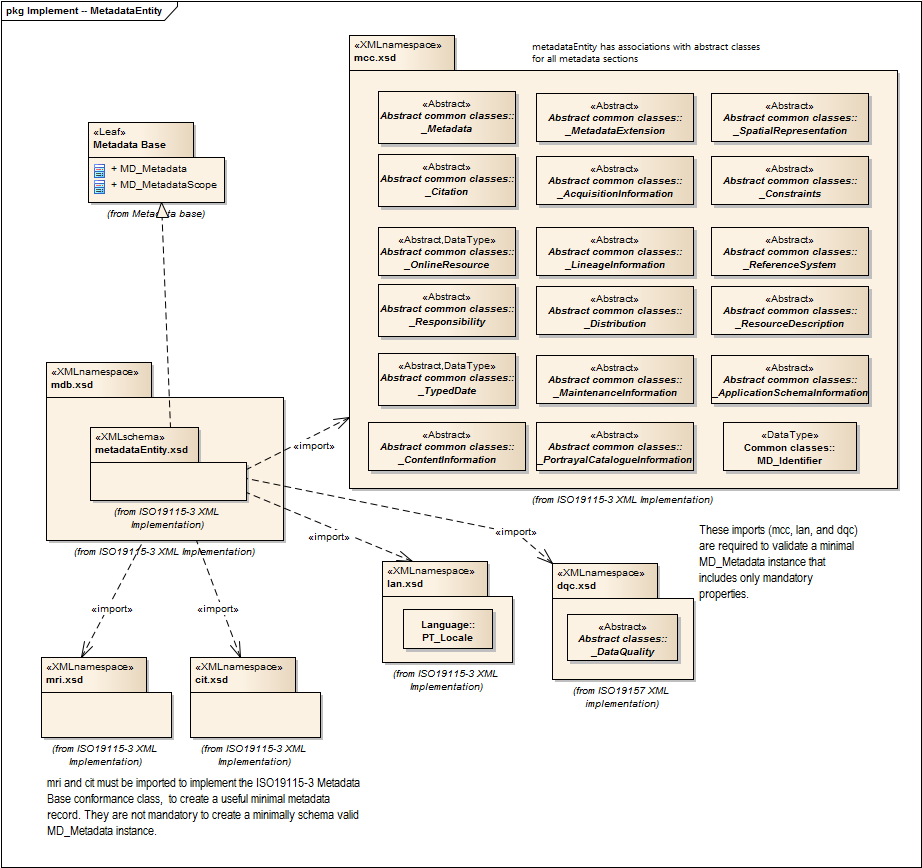 pkg Implement -- MetadataEntity
«XMLnamespace»
mcc.xsd
metadataEntity has associations with abstract classes
for all metadata sections
«Abstract»
Abstract common classes::
_Metadata
«Abstract»
Abstract common classes::
_MetadataExtension
«Abstract»
Abstract common classes::
_SpatialRepresentation
«Abstract»
Abstract common classes::
_Citation
«Abstract»
Abstract common classes::
_AcquisitionInformation
«Abstract»
Abstract common classes::
_Constraints
«Abstract,DataType»
Abstract common classes::
_OnlineResource
«Abstract»
Abstract common classes::
_LineageInformation
«Abstract»
Abstract common classes::
_ReferenceSystem
«Abstract»
Abstract common classes::
_Responsibility
«Abstract»
Abstract common classes::
_Distribution
«Abstract»
Abstract common classes::
_ResourceDescription
«Abstract,DataType»
Abstract common classes::
_TypedDate
«Abstract»
Abstract common classes::
_MaintenanceInformation
«Abstract»
Abstract common classes::
_ApplicationSchemaInformation
«Abstract»
Abstract common classes::
_ContentInformation
«Abstract»
Abstract common classes::
_PortrayalCatalogueInformation
«DataType»
Common classes::
MD_Identifier
(from ISO19115-3 XML Implementation)
«Leaf»
Metadata Base
+ MD_Metadata
+ MD_MetadataScope
(from Metadata base)
«XMLnamespace»
mdb.xsd
«XMLschema»
metadataEntity.xsd
(from ISO19115-3 XML
Implementation)
(from ISO19115-3 XML Implementation)
«import»
«import»
«import»
«import»
«import»
«XMLnamespace»
lan.xsd
Language::
PT_Locale
(from ISO19115-3 XML
Implementation)
«XMLnamespace»
dqc.xsd
«Abstract»
Abstract classes::
_DataQuality
(from ISO19157 XML
implementation)
These imports (mcc, lan, and dqc)
are required to validate a minimal
MD_Metadata instance that
includes only mandatory
properties.
«XMLnamespace»
mri.xsd
(from ISO19115-3 XML
Implementation)
«XMLnamespace»
cit.xsd
(from ISO19115-3 XML
Implementation)
mri and cit must be imported to implement the ISO19115-3 Metadata
Base conformance class,  to create a useful minimal metadata
record. They are not mandatory to create a minimally schema valid
MD_Metadata instance.